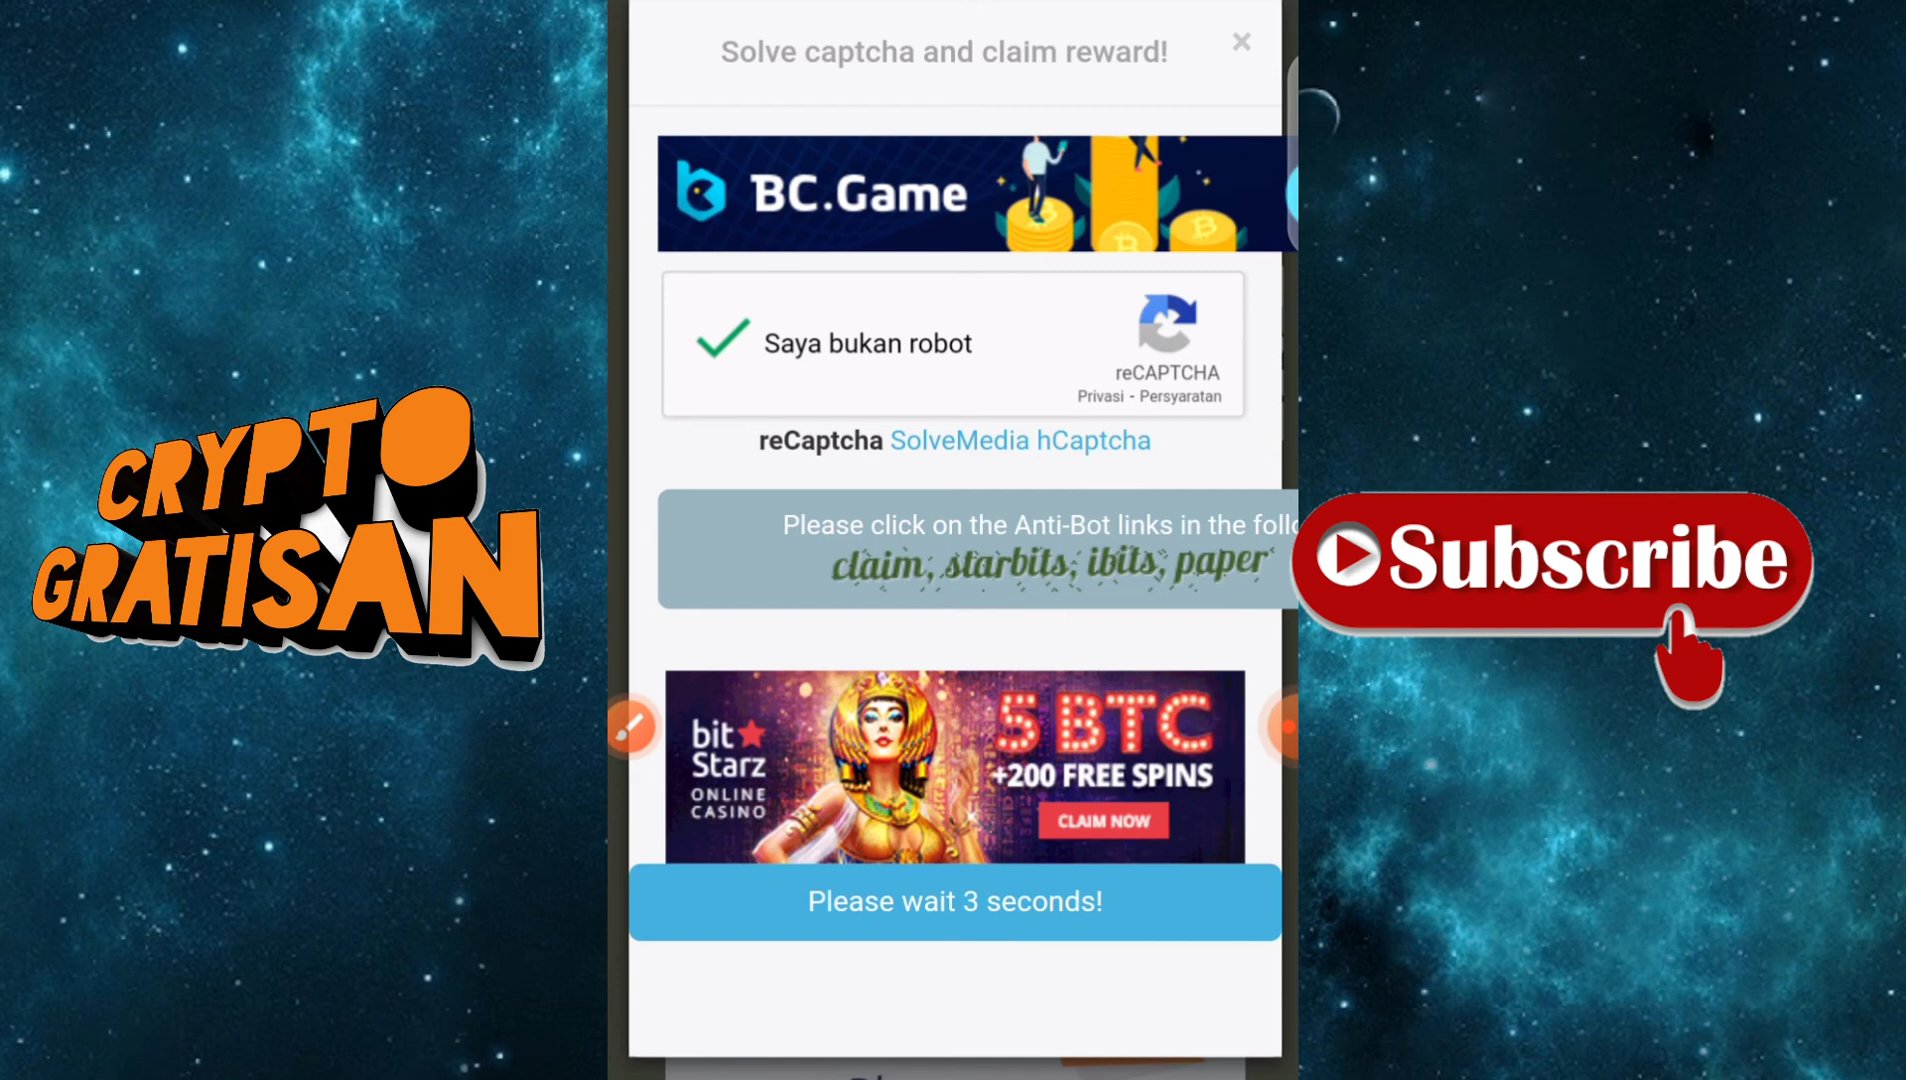 Solve captcha and claim reward!
×
BC.Game
Saya bukan robot
reCAPTCHA
Privasi - Persyaratan
reCaptcha SolveMedia hCaptcha
Please click on the Anti-Bot links in the follo
claim, starbits, ibits, paper
bit
Starz
ONLINE
CASINO
5 BTC
+200 FREE SPINS
CLAIM NOW
Please wait 3 seconds!
CRYPTO
GRATISAN
Subscribe